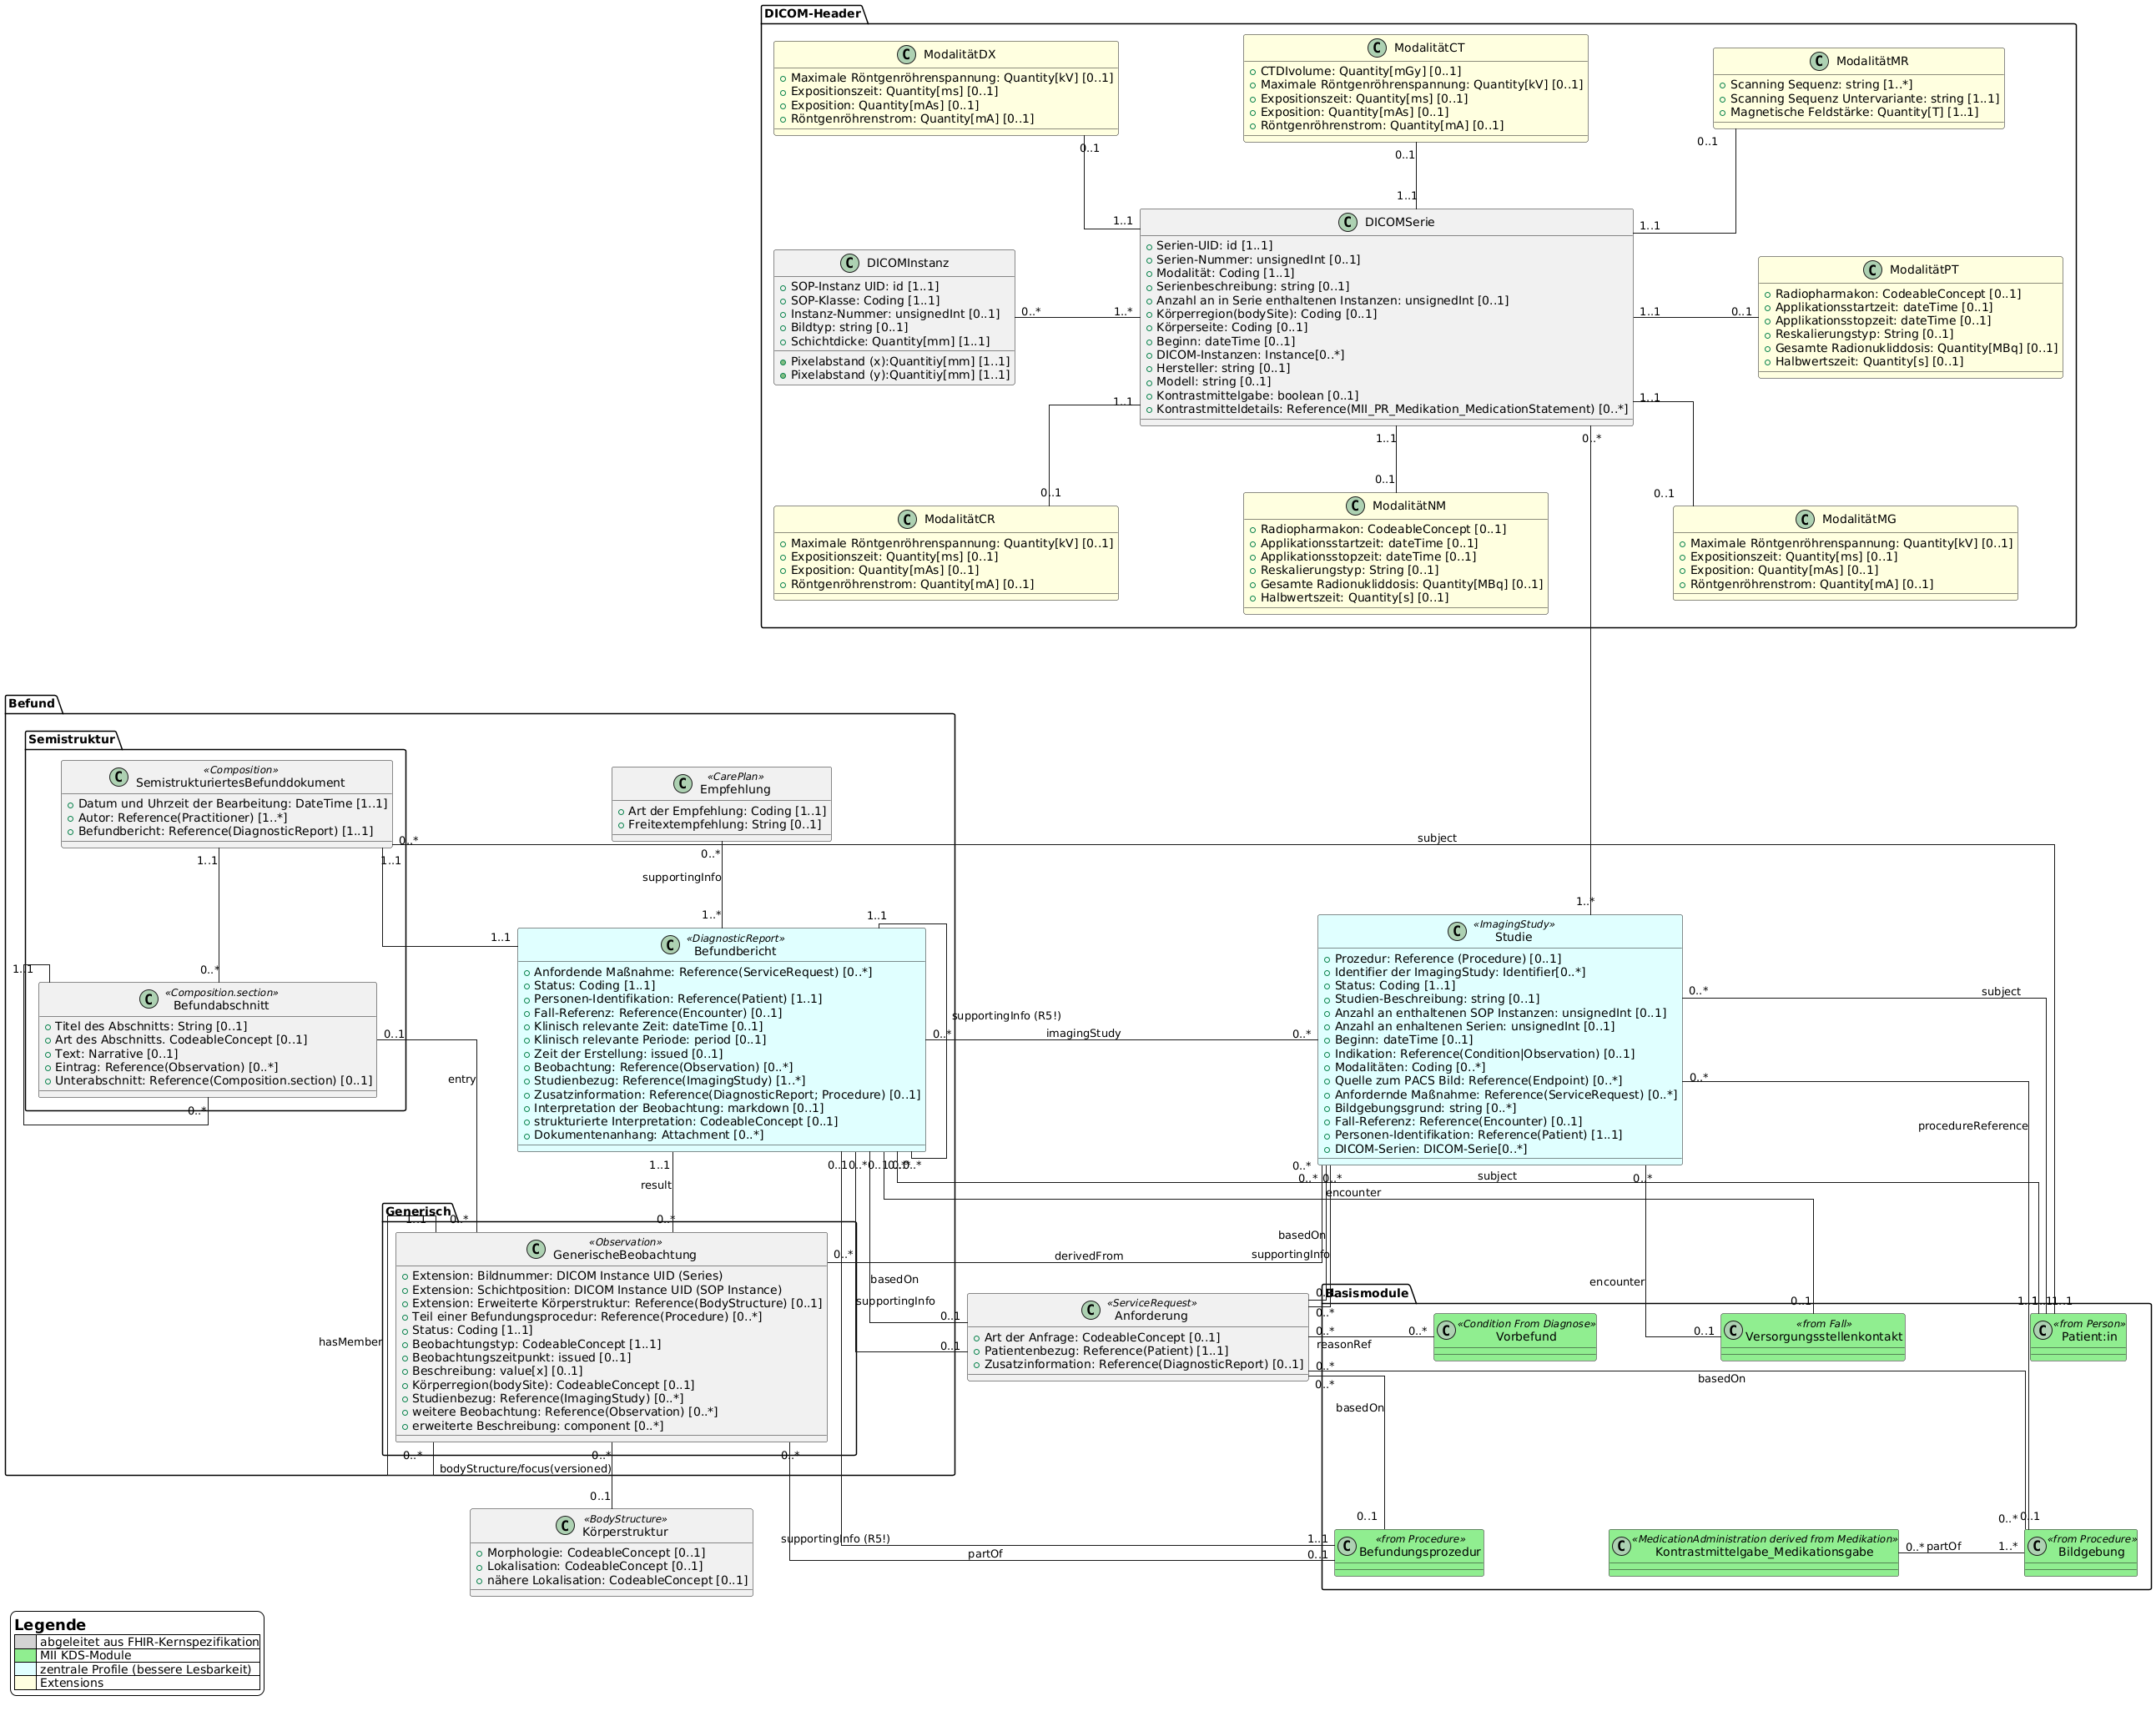 DICOM-Header
ModalitätDX
Maximale Röntgenröhrenspannung: Quantity[kV] [0..1]
Expositionszeit: Quantity[ms] [0..1]
Exposition: Quantity[mAs] [0..1]
Röntgenröhrenstrom: Quantity[mA] [0..1]
ModalitätCT
CTDIvolume: Quantity[mGy] [0..1]
Maximale Röntgenröhrenspannung: Quantity[kV] [0..1]
Expositionszeit: Quantity[ms] [0..1]
Exposition: Quantity[mAs] [0..1]
Röntgenröhrenstrom: Quantity[mA] [0..1]
ModalitätMR
Scanning Sequenz: string [1..*]
Scanning Sequenz Untervariante: string [1..1]
Magnetische Feldstärke: Quantity[T] [1..1]
0..1
0..1
0..1
1..1
1..1
1..1
DICOMSerie
Serien-UID: id [1..1]
Serien-Nummer: unsignedInt [0..1]
Modalität: Coding [1..1]
Serienbeschreibung: string [0..1]
Anzahl an in Serie enthaltenen Instanzen: unsignedInt [0..1]
Körperregion(bodySite): Coding [0..1]
Körperseite: Coding [0..1]
Beginn: dateTime [0..1]
DICOM-Instanzen: Instance[0..*]
Hersteller: string [0..1]
Modell: string [0..1]
Kontrastmittelgabe: boolean [0..1]
Kontrastmitteldetails: Reference(MII_PR_Medikation_MedicationStatement) [0..*]
DICOMInstanz
SOP-Instanz UID: id [1..1]
SOP-Klasse: Coding [1..1]
Instanz-Nummer: unsignedInt [0..1]
Bildtyp: string [0..1]
Schichtdicke: Quantity[mm] [1..1]
Pixelabstand (x):Quantitiy[mm] [1..1]
Pixelabstand (y):Quantitiy[mm] [1..1]
0..*
1..*
1..1
0..1
ModalitätPT
Radiopharmakon: CodeableConcept [0..1]
Applikationsstartzeit: dateTime [0..1]
Applikationsstopzeit: dateTime [0..1]
Reskalierungstyp: String [0..1]
Gesamte Radionukliddosis: Quantity[MBq] [0..1]
Halbwertszeit: Quantity[s] [0..1]
1..1
1..1
1..1
0..*
0..1
0..1
0..1
ModalitätCR
Maximale Röntgenröhrenspannung: Quantity[kV] [0..1]
Expositionszeit: Quantity[ms] [0..1]
Exposition: Quantity[mAs] [0..1]
Röntgenröhrenstrom: Quantity[mA] [0..1]
ModalitätNM
Radiopharmakon: CodeableConcept [0..1]
Applikationsstartzeit: dateTime [0..1]
Applikationsstopzeit: dateTime [0..1]
Reskalierungstyp: String [0..1]
Gesamte Radionukliddosis: Quantity[MBq] [0..1]
Halbwertszeit: Quantity[s] [0..1]
ModalitätMG
Maximale Röntgenröhrenspannung: Quantity[kV] [0..1]
Expositionszeit: Quantity[ms] [0..1]
Exposition: Quantity[mAs] [0..1]
Röntgenröhrenstrom: Quantity[mA] [0..1]
Befund
Semistruktur
«Composition»
SemistrukturiertesBefunddokument
Datum und Uhrzeit der Bearbeitung: DateTime [1..1]
Autor: Reference(Practitioner) [1..*]
Befundbericht: Reference(DiagnosticReport) [1..1]
«CarePlan»
Empfehlung
Art der Empfehlung: Coding [1..1]
Freitextempfehlung: String [0..1]
0..*
subject
1..1
1..1
0..*
supportingInfo
1..*
1..1
1..*
1..1
0..*
1..1
«Composition.section»
Befundabschnitt
Titel des Abschnitts: String [0..1]
Art des Abschnitts. CodeableConcept [0..1]
Text: Narrative [0..1]
Eintrag: Reference(Observation) [0..*]
Unterabschnitt: Reference(Composition.section) [0..1]
0..1
entry
0..*
«DiagnosticReport»
Befundbericht
Anfordende Maßnahme: Reference(ServiceRequest) [0..*]
Status: Coding [1..1]
Personen-Identifikation: Reference(Patient) [1..1]
Fall-Referenz: Reference(Encounter) [0..1]
Klinisch relevante Zeit: dateTime [0..1]
Klinisch relevante Periode: period [0..1]
Zeit der Erstellung: issued [0..1]
Beobachtung: Reference(Observation) [0..*]
Studienbezug: Reference(ImagingStudy) [1..*]
Zusatzinformation: Reference(DiagnosticReport; Procedure) [0..1]
Interpretation der Beobachtung: markdown [0..1]
strukturierte Interpretation: CodeableConcept [0..1]
Dokumentenanhang: Attachment [0..*]
supportingInfo (R5!)
0..*
imagingStudy
0..*
«ImagingStudy»
Studie
Prozedur: Reference (Procedure) [0..1]
Identifier der ImagingStudy: Identifier[0..*]
Status: Coding [1..1]
Studien-Beschreibung: string [0..1]
Anzahl an enthaltenen SOP Instanzen: unsignedInt [0..1]
Anzahl an enhaltenen Serien: unsignedInt [0..1]
Beginn: dateTime [0..1]
Indikation: Reference(Condition|Observation) [0..1]
Modalitäten: Coding [0..*]
Quelle zum PACS Bild: Reference(Endpoint) [0..*]
Anfordernde Maßnahme: Reference(ServiceRequest) [0..*]
Bildgebungsgrund: string [0..*]
Fall-Referenz: Reference(Encounter) [0..1]
Personen-Identifikation: Reference(Patient) [1..1]
DICOM-Serien: DICOM-Serie[0..*]
0..*
subject
0..*
procedureReference
1..1
result
0..*
0..1
0..*
0..*
0..*
0..*
0..*
subject
encounter
basedOn
supportingInfo
encounter
Generisch
1..1
0..*
«Observation»
GenerischeBeobachtung
Extension: Bildnummer: DICOM Instance UID (Series)
Extension: Schichtposition: DICOM Instance UID (SOP Instance)
Extension: Erweiterte Körperstruktur: Reference(BodyStructure) [0..1]
Teil einer Befundungsprocedur: Reference(Procedure) [0..*]
Status: Coding [1..1]
Beobachtungstyp: CodeableConcept [1..1]
Beobachtungszeitpunkt: issued [0..1]
Beschreibung: value[x] [0..1]
Körperregion(bodySite): CodeableConcept [0..1]
Studienbezug: Reference(ImagingStudy) [0..*]
weitere Beobachtung: Reference(Observation) [0..*]
erweiterte Beschreibung: component [0..*]
hasMember
0..*
derivedFrom
basedOn
supportingInfo
0..1
0..1
«ServiceRequest»
Anforderung
Art der Anfrage: CodeableConcept [0..1]
Patientenbezug: Reference(Patient) [1..1]
Zusatzinformation: Reference(DiagnosticReport) [0..1]
Basismodule
0..*
0..*
reasonRef
0..*
«Condition From Diagnose»
Vorbefund
0..1
0..1
«from Fall»
Versorgungsstellenkontakt
1..1
«from Person»
Patient:in
0..*
basedOn
0..*
basedOn
0..*
0..*
0..*
bodyStructure/focus(versioned)
0..1
0..1
0..*
0..1
«BodyStructure»
Körperstruktur
Morphologie: CodeableConcept [0..1]
Lokalisation: CodeableConcept [0..1]
nähere Lokalisation: CodeableConcept [0..1]
supportingInfo (R5!)
1..1
partOf
0..1
«from Procedure»
Befundungsprozedur
«MedicationAdministration derived from Medikation»
Kontrastmittelgabe_Medikationsgabe
0..*
partOf
1..*
«from Procedure»
Bildgebung
Legende
abgeleitet aus FHIR-Kernspezifikation
MII KDS-Module
zentrale Profile (bessere Lesbarkeit)
Extensions